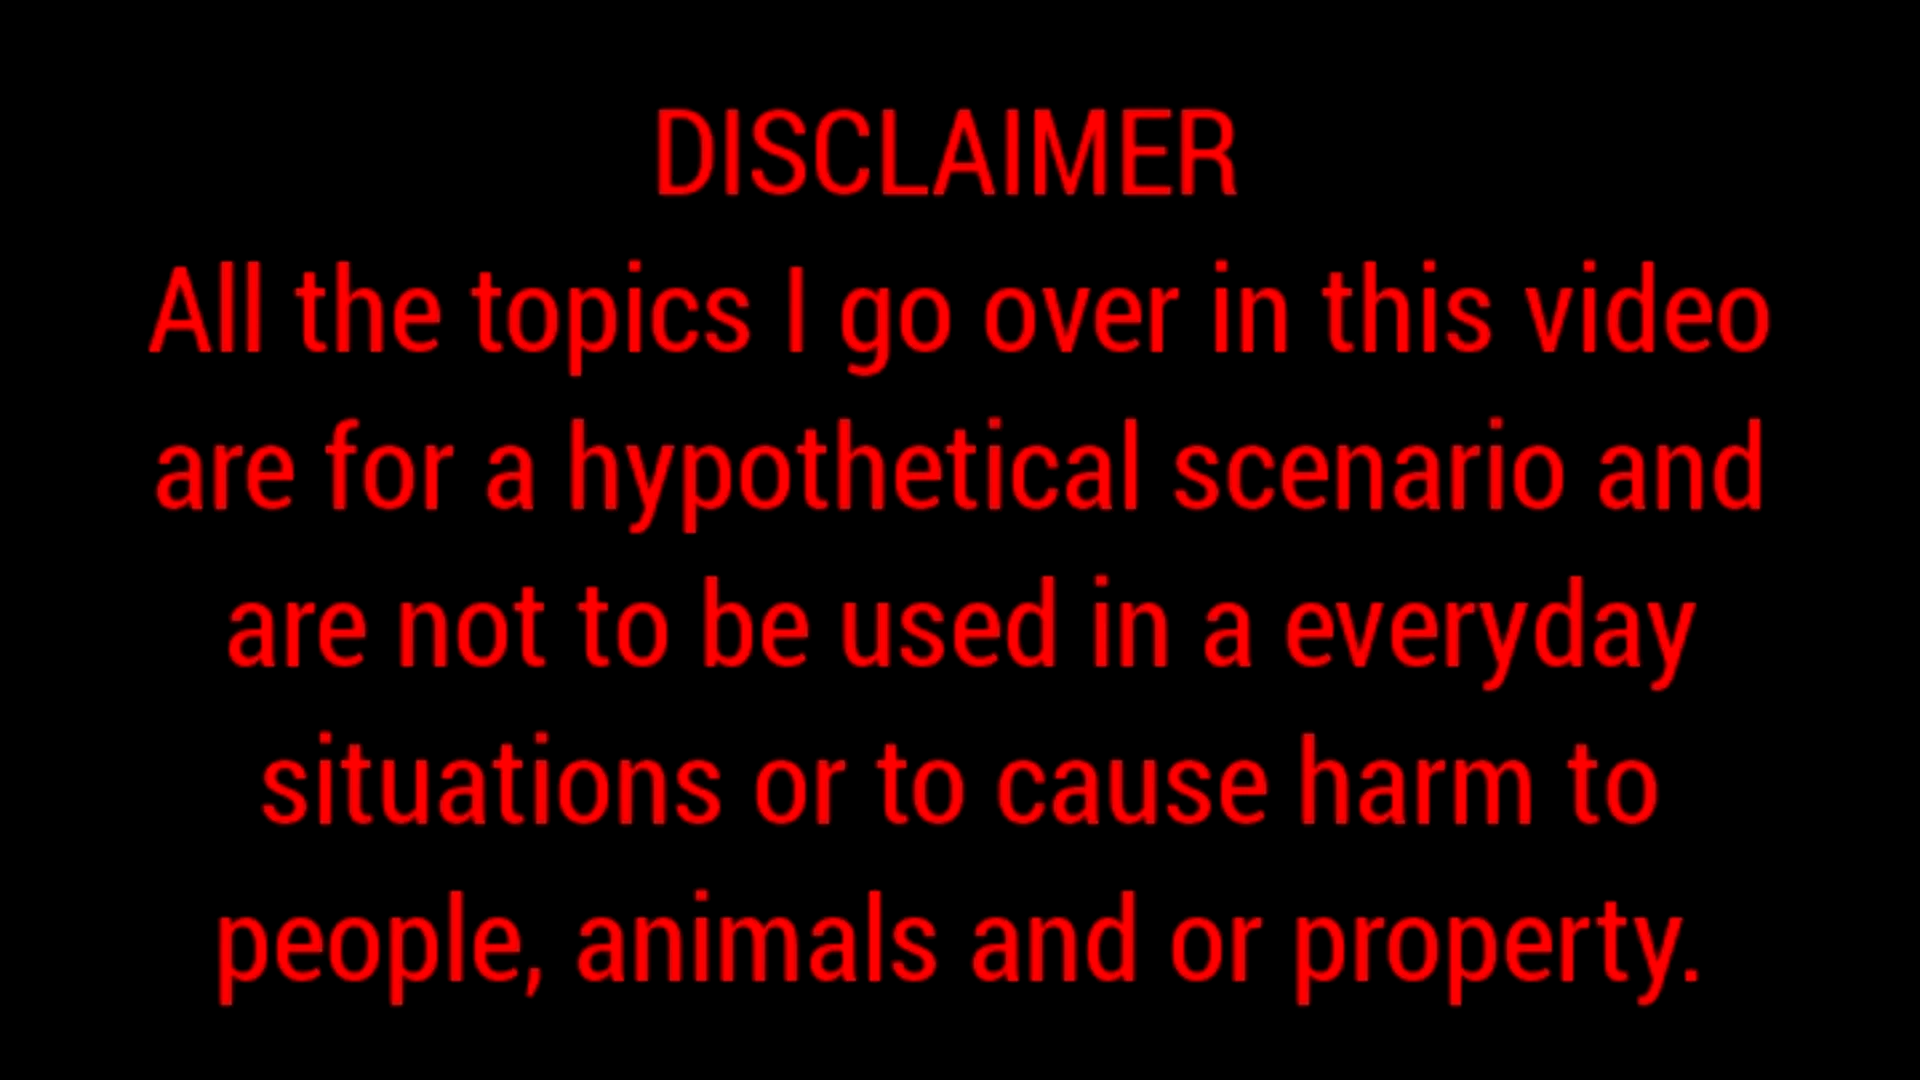 DISCLAIMER
All the topics I go over in this video
are for a hypothetical scenario and
are not to be used in a everyday
situations or to cause harm to
people, animals and or property.